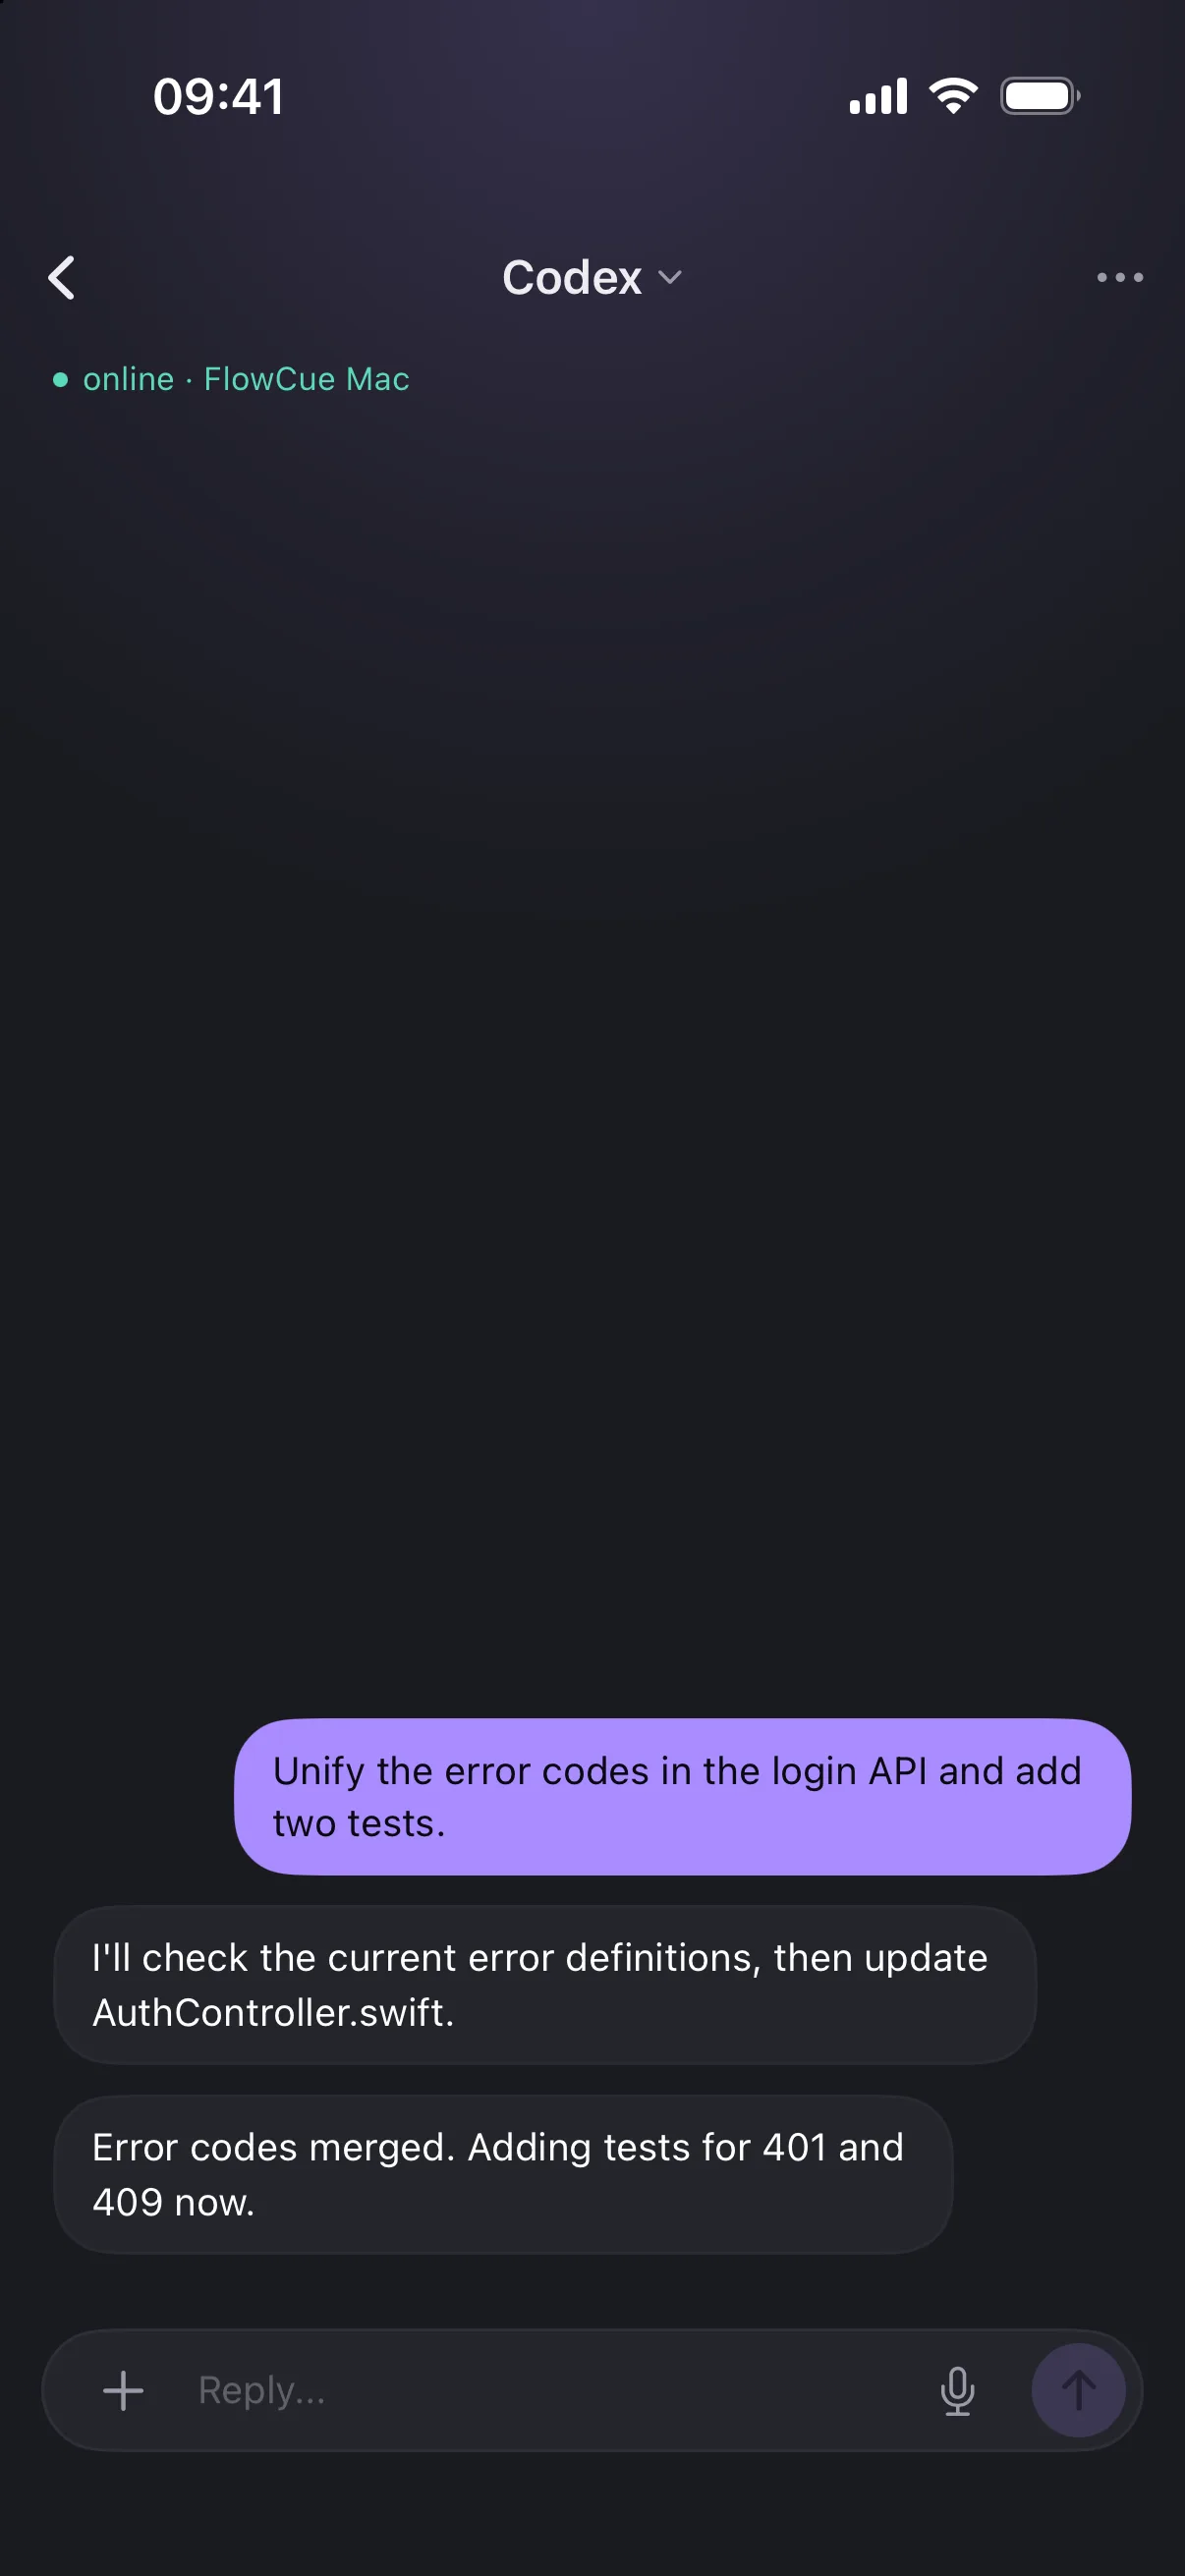 09:41
Codex
online · FlowCue Mac
Unify the error codes in the login API and add
two tests.
I'll check the current error definitions, then update
AuthController.swift.
Error codes merged. Adding tests for 401 and
409 now.
Reply...